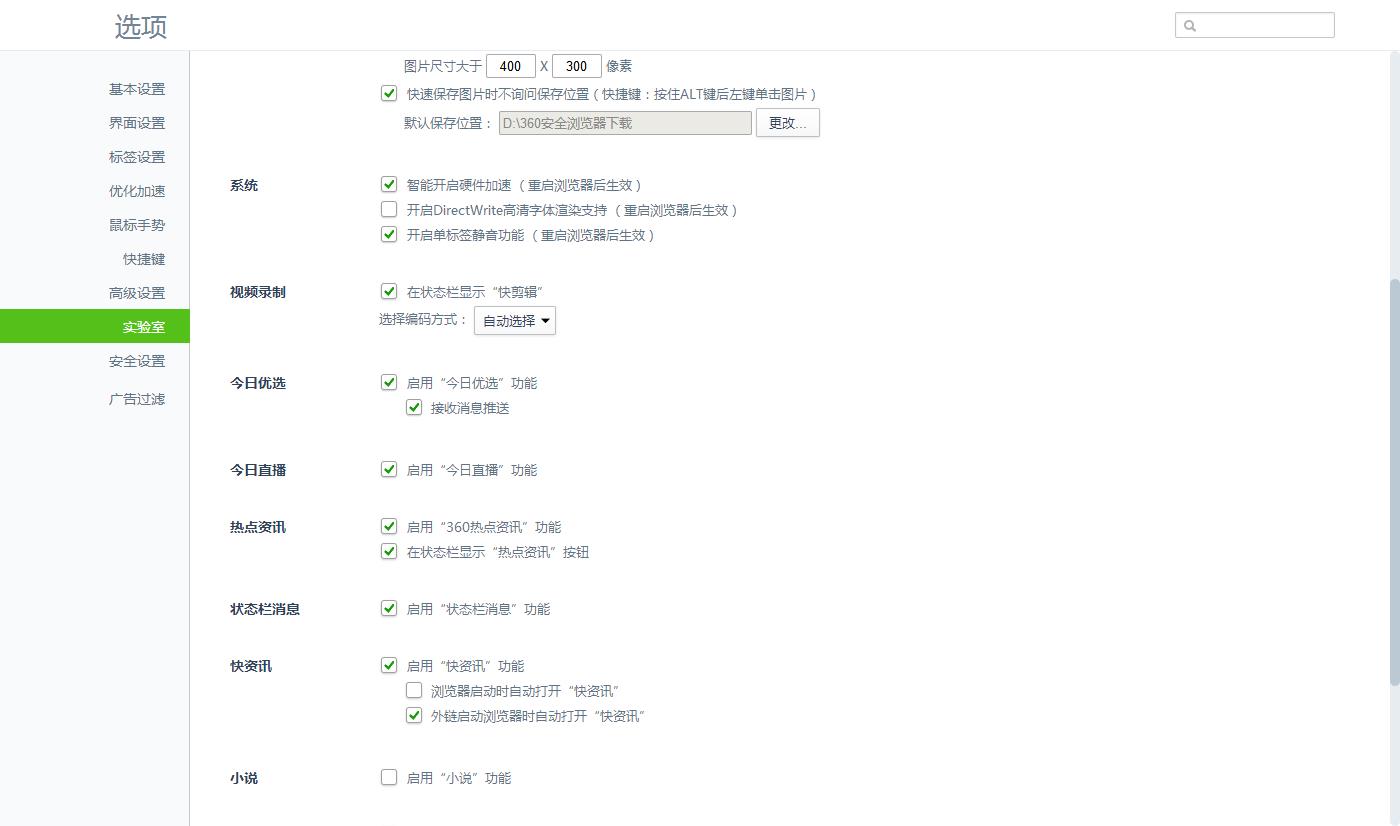 选项
基本设置
界面设置
标签设置
优化加速
鼠标手势
快捷键
高级设置
实验室
安全设置
广告过滤
图片尺寸大于 400 X 300 像素
快速保存图片时不询问保存位置（快捷键：按住ALT键后左键单击图片）
默认保存位置： D:\360安全浏览器下载 更改...
系统 智能开启硬件加速 （重启浏览器后生效）
开启DirectWrite高清字体渲染支持 （重启浏览器后生效）
开启单标签静音功能 （重启浏览器后生效）
视频录制 在状态栏显示“快剪辑”
选择编码方式： 自动选择
今日优选 启用“今日优选”功能
接收消息推送
今日直播 启用“今日直播”功能
热点资讯 启用“360热点资讯”功能
在状态栏显示“热点资讯”按钮
状态栏消息 启用“状态栏消息”功能
快资讯 启用“快资讯”功能
浏览器启动时自动打开“快资讯”
外链启动浏览器时自动打开“快资讯”
小说 启用“小说”功能